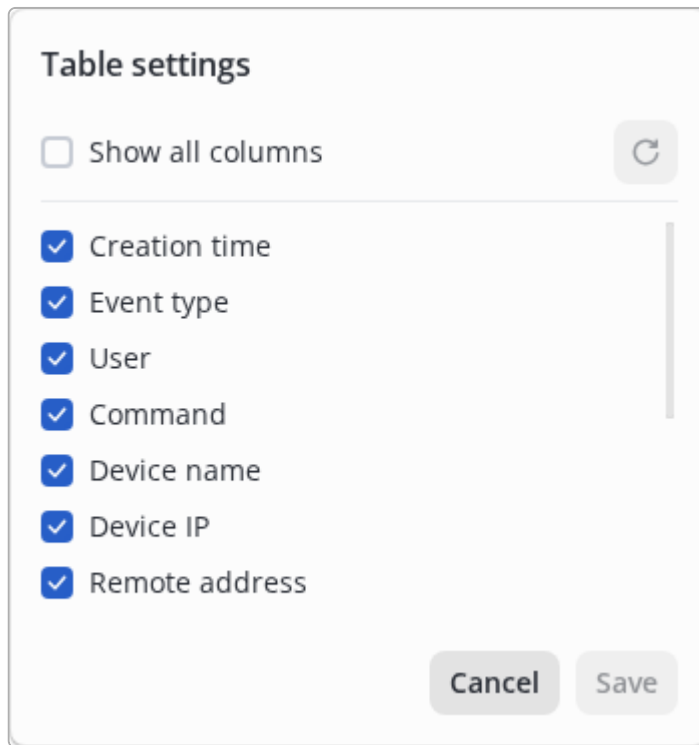 Table settings
Show all columns
Creation time
Event type
User
Command
Device name
Device IP
Remote address
Cancel Save